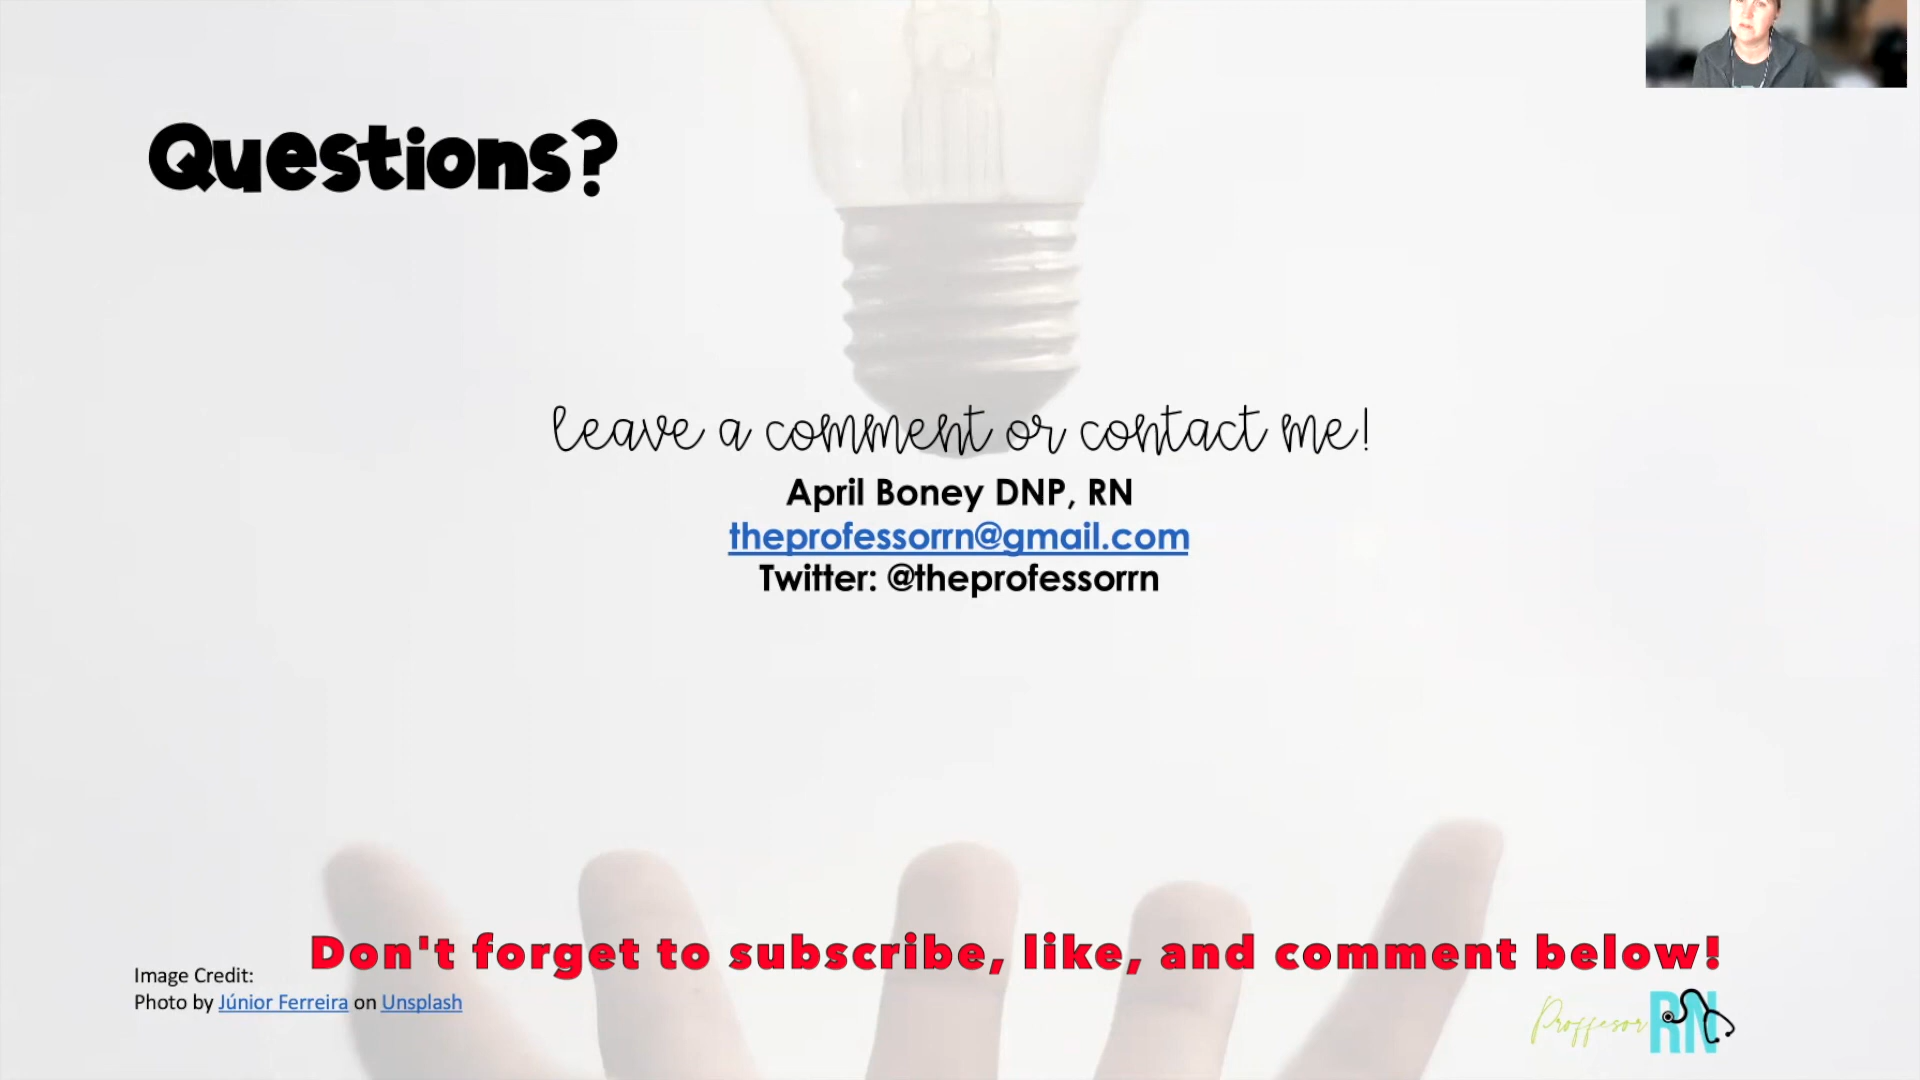 Questions?
leave a comment or contact me!
April Boney DNP, RN
theprofessorrn@gmail.com
Twitter: @theprofessorrn
Don't forget to subscribe, like, and comment below!
Image Credit:
Photo by Júnior Ferreira on Unsplash
Proffesor RN